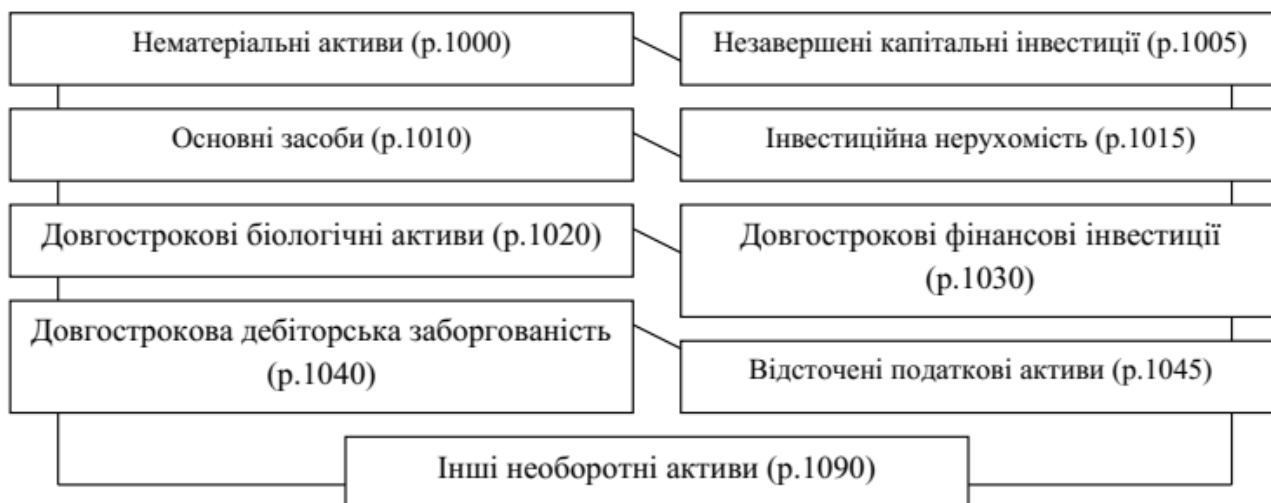 Нематеріальні активи (р.1000)
Незавершені капітальні інвестиції (р.1005)
Основні засоби (р.1010)
Інвестиційна нерухомість (р.1015)
Довгострокові біологічні активи (р.1020)
Довгострокові фінансові інвестиції
(р.1030)
Довгострокова дебіторська заборгованість
(р.1040)
Відсточені податкові активи (р.1045)
Інші необоротні активи (р.1090)